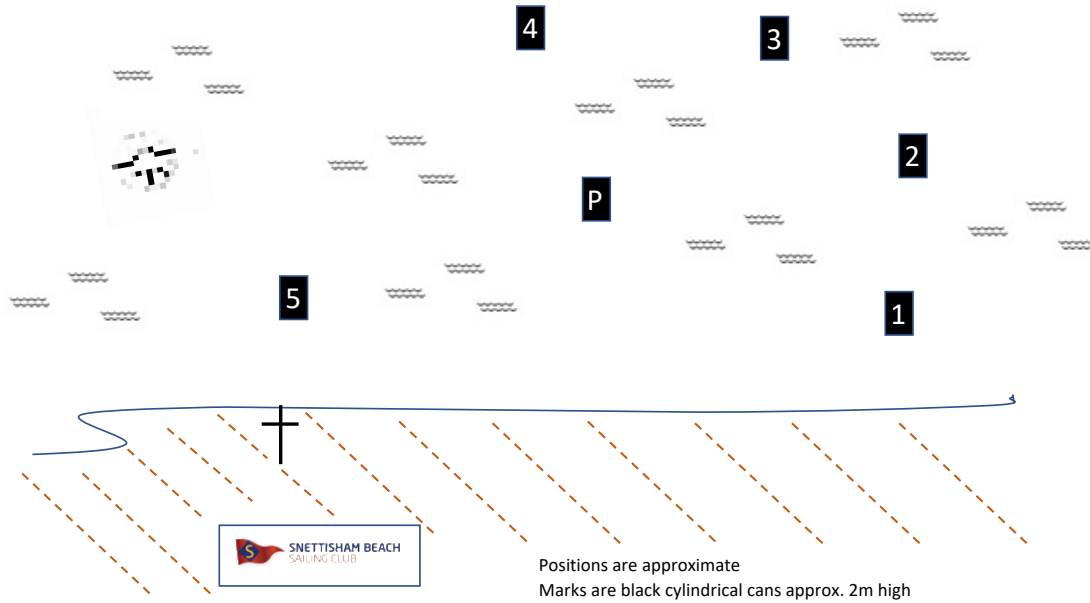 4
3
2
P
5
1
S
SNETTISHAM BEACH
SAILING CLUB
Positions are approximate
Marks are black cylindrical cans approx. 2m high